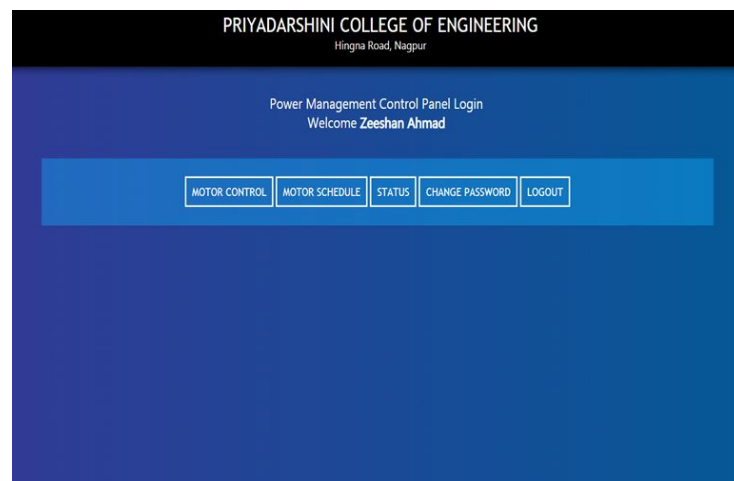 PRIYADARSHINI COLLEGE OF ENGINEERING
Hingna Road, Nagpur
Power Management Control Panel Login
Welcome Zeeshan Ahmad
MOTOR CONTROL MOTOR SCHEDULE STATUS CHANGE PASSWORD LOGOUT